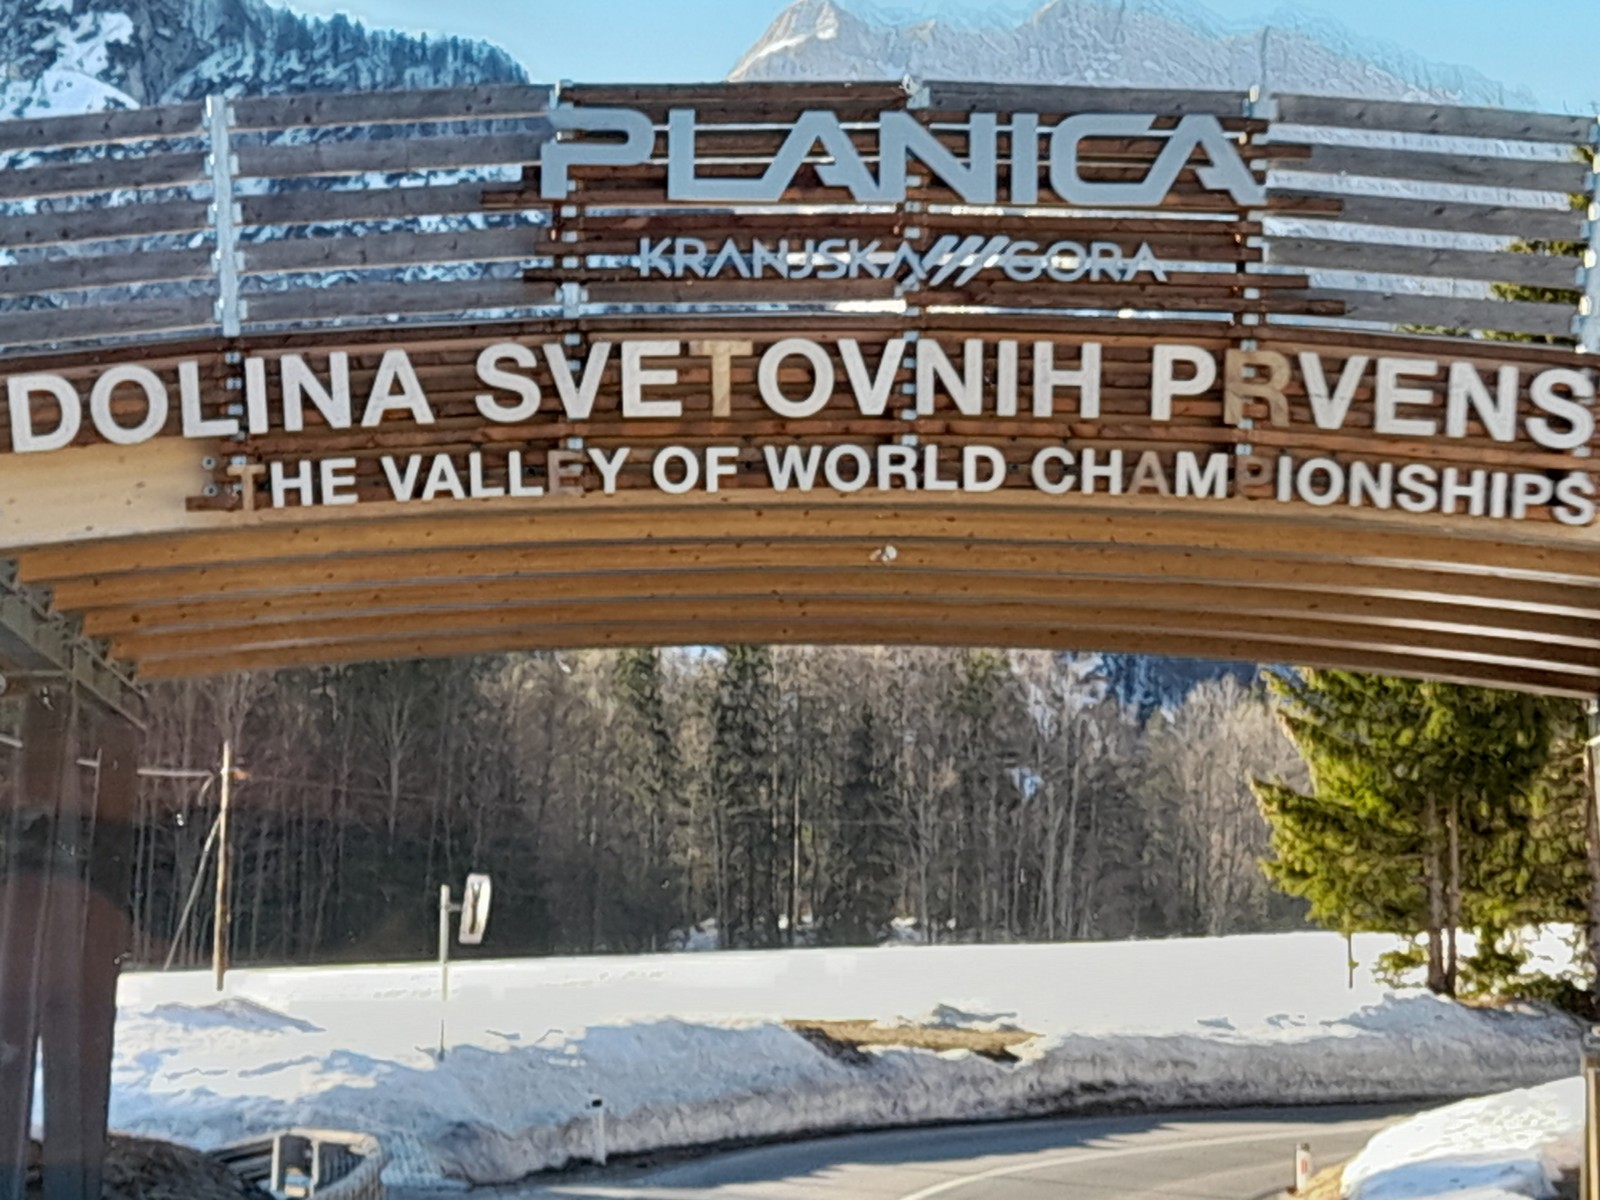 PLANICA
KRANJSKA GORA
DOLINA SVETOVNIH PRVENS
THE VALLEY OF WORLD CHAMPIONSHIPS